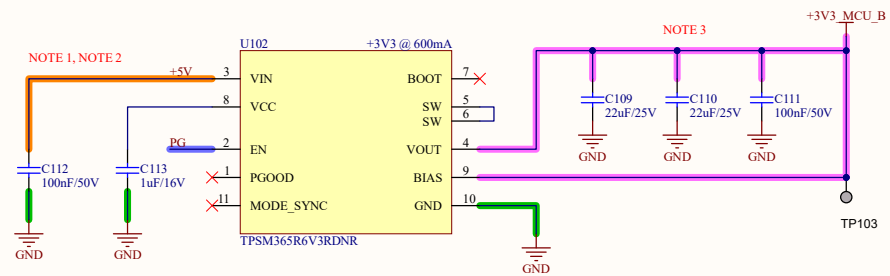 +3V3_MCU_B
U102
+3V3 @ 600mA
NOTE 1, NOTE 2
NOTE 3
+5V
3
VIN
BOOT
7
8
VCC
SW
5
SW
6
C109
22uF/25V
C110
22uF/25V
C111
100nF/50V
PG
2
EN
VOUT
4
GND
GND
GND
C112
100nF/50V
C113
1uF/16V
1
PGOOD
BIAS
9
11
MODE_SYNC
GND
10
TP103
TPSM365R6V3RDNR
GND
GND
GND